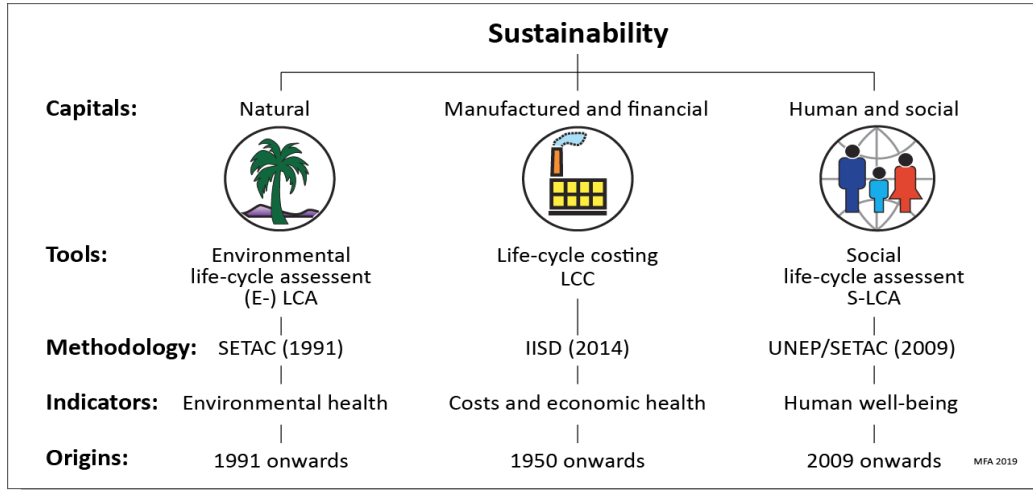 Sustainability
Capitals: Natural Manufactured and financial Human and social
Tools: Environmental Life-cycle costing Social
life-cycle assessent LCC life-cycle assessent
(E-) LCA S-LCA
Methodology: SETAC (1991) IISD (2014) UNEP/SETAC (2009)
Indicators: Environmental health Costs and economic health Human well-being
Origins: 1991 onwards 1950 onwards 2009 onwards MFA 2019